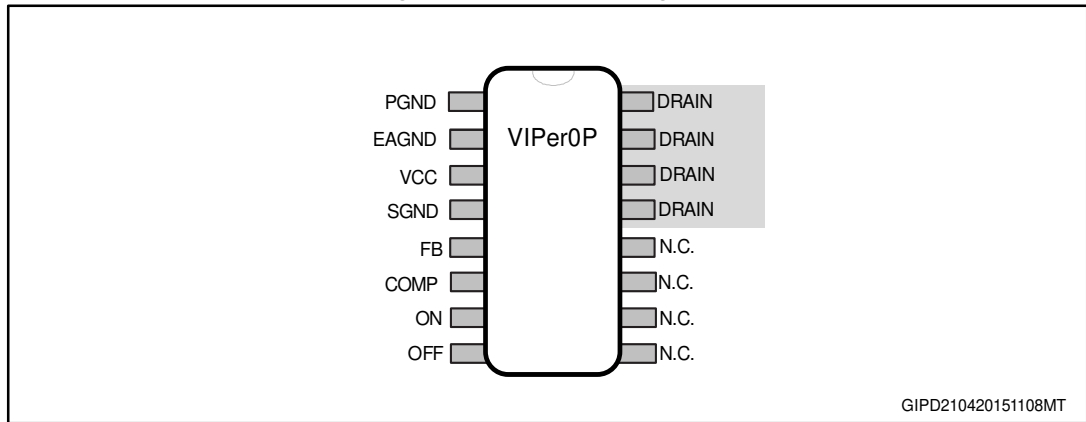 PGND
EAGND
VCC
SGND
FB
COMP
ON
OFF
VIPer0P
DRAIN
DRAIN
DRAIN
DRAIN
N.C.
N.C.
N.C.
N.C.
GIPD210420151108MT